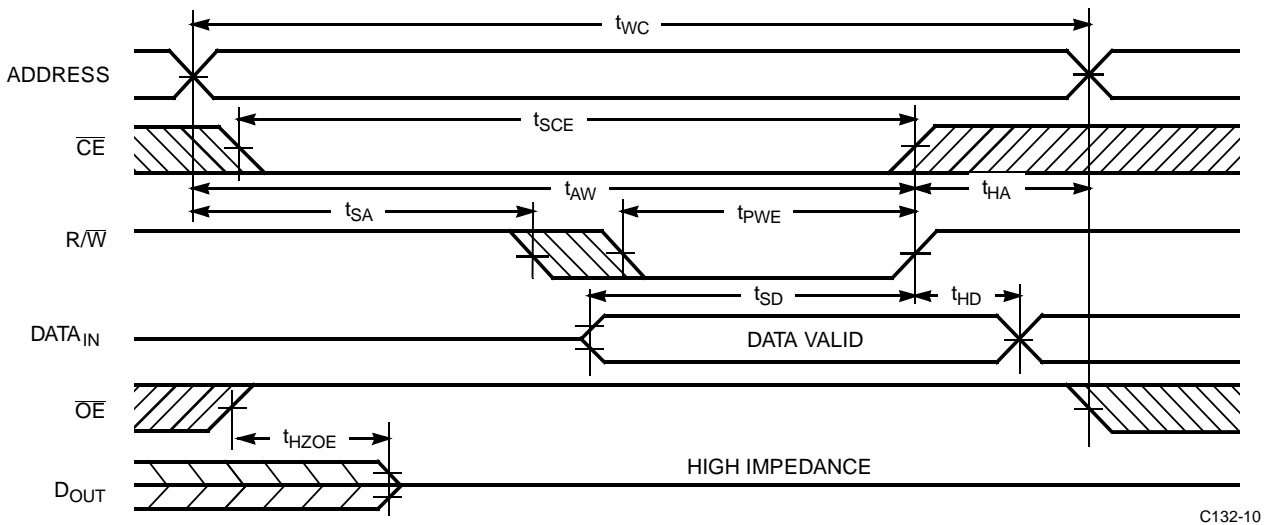 tWC
ADDRESS
tSCE
CE
tAW
tHA
tSA
tPWE
R/W
tSD
tHD
DATAIN
DATA VALID
OE
tHZOE
HIGH IMPEDANCE
DOUT
C132-10